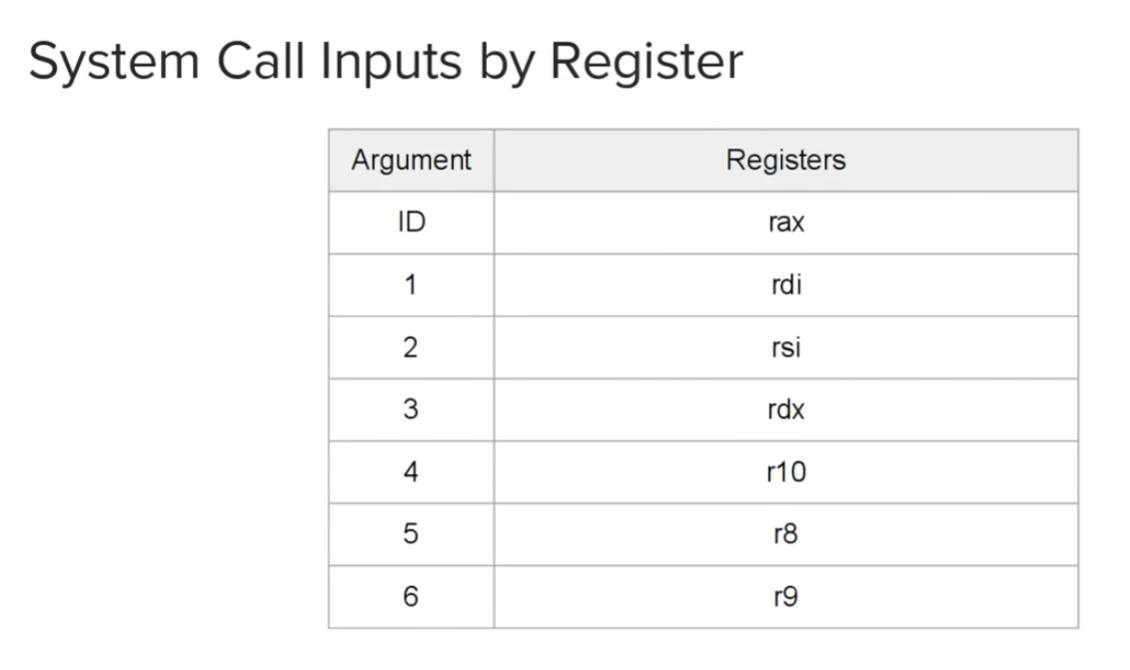 System Call Inputs by Register
Argument Registers
ID rax
1 rdi
2 rsi
3 rdx
4 r10
5 r8
6 r9